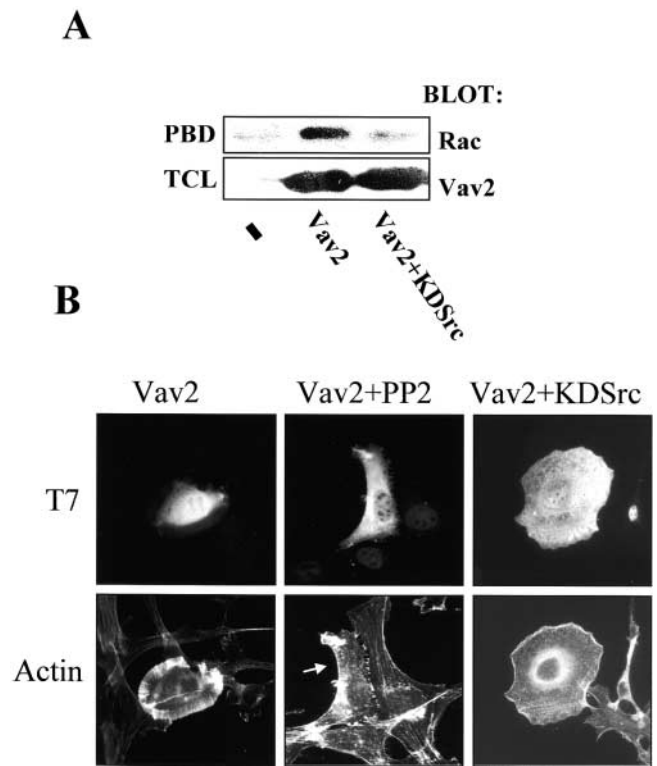 A
BLOT:
PBD Rac
TCL Vav2
- Vav2 Vav2+KDSrc
B
Vav2 Vav2+PP2 Vav2+KDSrc
T7
Actin